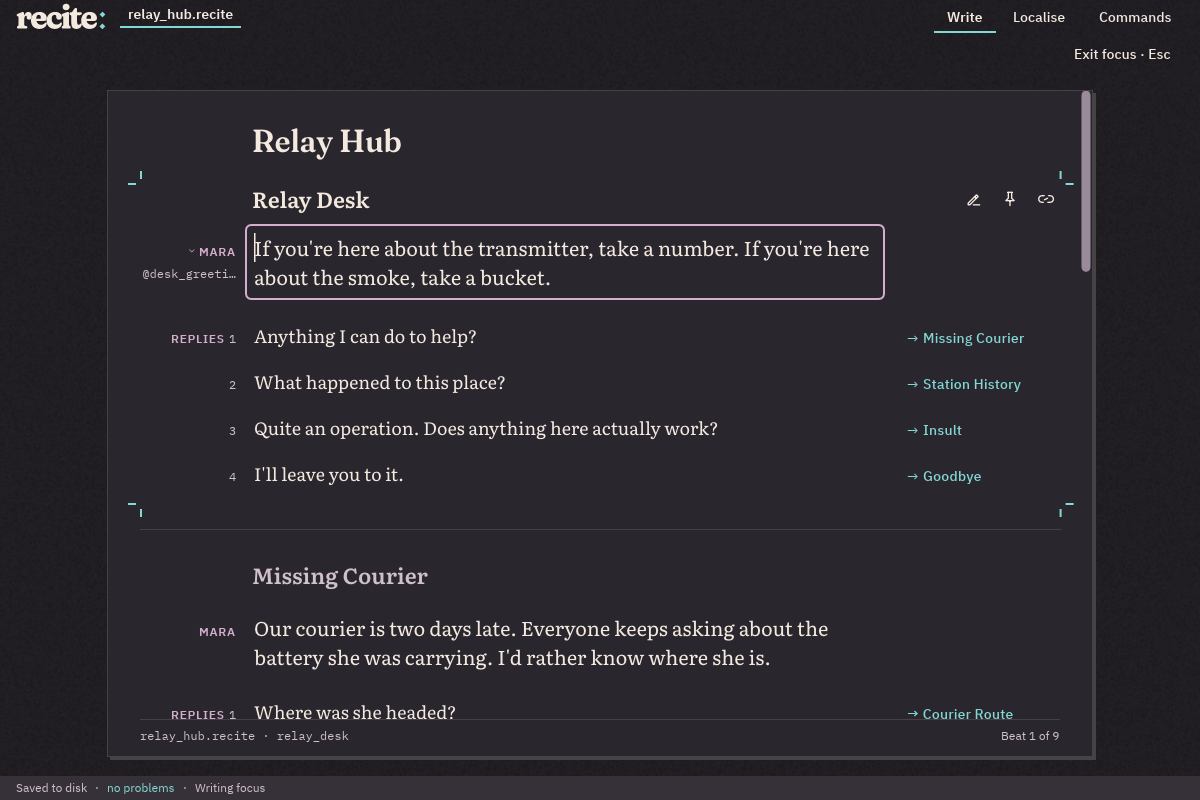 recite:
relay_hub.recite
Write
Localise
Commands
Exit focus · Esc
Relay Hub
Relay Desk
MARA
@desk_greeti…
If you're here about the transmitter, take a number. If you're here
about the smoke, take a bucket.
REPLIES 1
Anything I can do to help?
→ Missing Courier
2
What happened to this place?
→ Station History
3
Quite an operation. Does anything here actually work?
→ Insult
4
I'll leave you to it.
→ Goodbye
Missing Courier
MARA
Our courier is two days late. Everyone keeps asking about the
battery she was carrying. I'd rather know where she is.
REPLIES 1
Where was she headed?
→ Courier Route
relay_hub.recite · relay_desk
Beat 1 of 9
Saved to disk · no problems · Writing focus